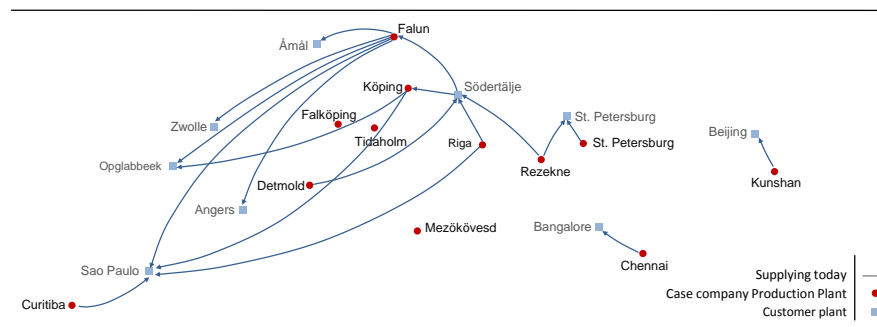 Falun
Åmål
Köping
Södertälje
Falköping
St. Petersburg
Zwolle
Tidaholm
Riga
St. Petersburg
Beijing
Opglabbeek
Rezekne
Kunshan
Detmold
Angers
Mezökövesd
Bangalore
Chennai
Sao Paulo
Curitiba
Supplying today
Case company Production Plant
Customer plant